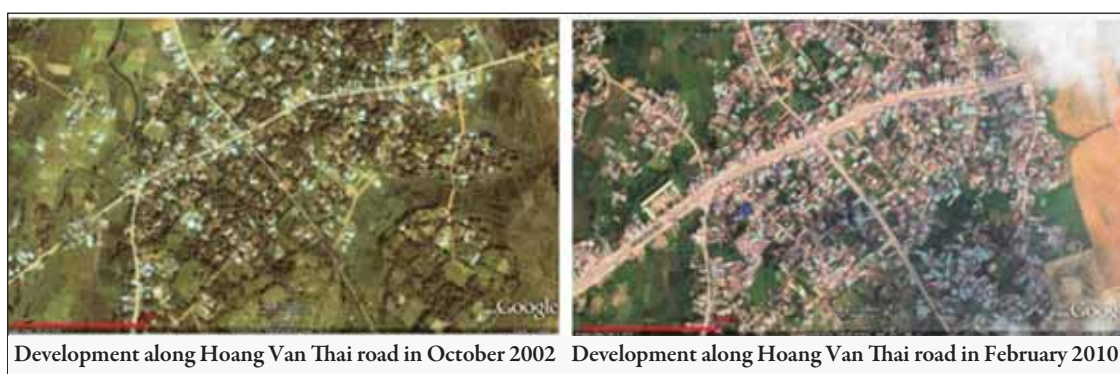 Google
Googl
Development along Hoang Van Thai road in October 2002
Development along Hoang Van Thai road in February 2010